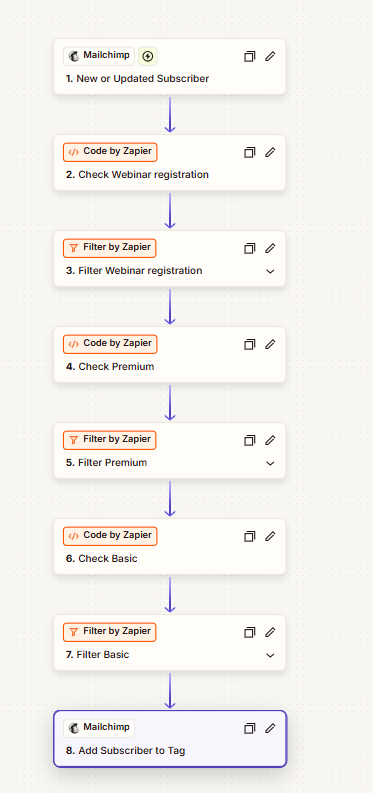 Mailchimp
1. New or Updated Subscriber
Code by Zapier
2. Check Webinar registration
Filter by Zapier
3. Filter Webinar registration
Code by Zapier
4. Check Premium
Filter by Zapier
5. Filter Premium
Code by Zapier
6. Check Basic
Filter by Zapier
7. Filter Basic
Mailchimp
8. Add Subscriber to Tag